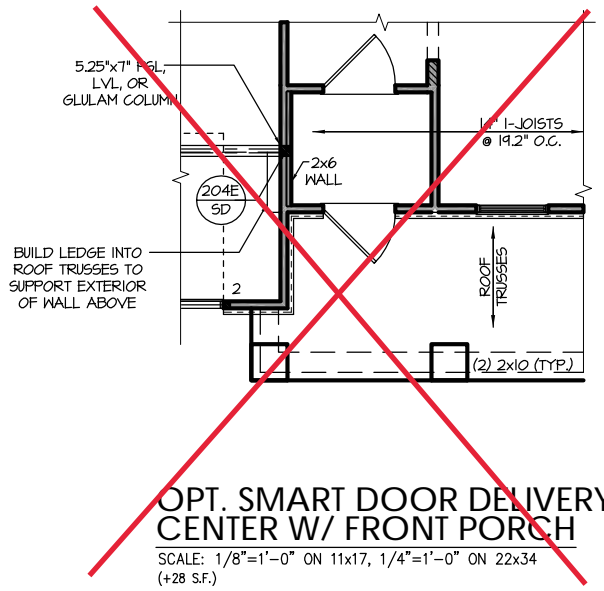 5.25"x7" PSL,
LVL, OR
GLULAM COLUMN
14" I-JOISTS
@ 19.2" O.C.
2x6
WALL
204E
SD
BUILD LEDGE INTO
ROOF TRUSSES TO
SUPPORT EXTERIOR
OF WALL ABOVE
2
ROOF
TRUSSES
(2) 2x10 (TYP.)
OPT. SMART DOOR DELIVERY
CENTER W/ FRONT PORCH
SCALE: 1/8"=1'-0" ON 11x17, 1/4"=1'-0" ON 22x34
(+28 S.F.)